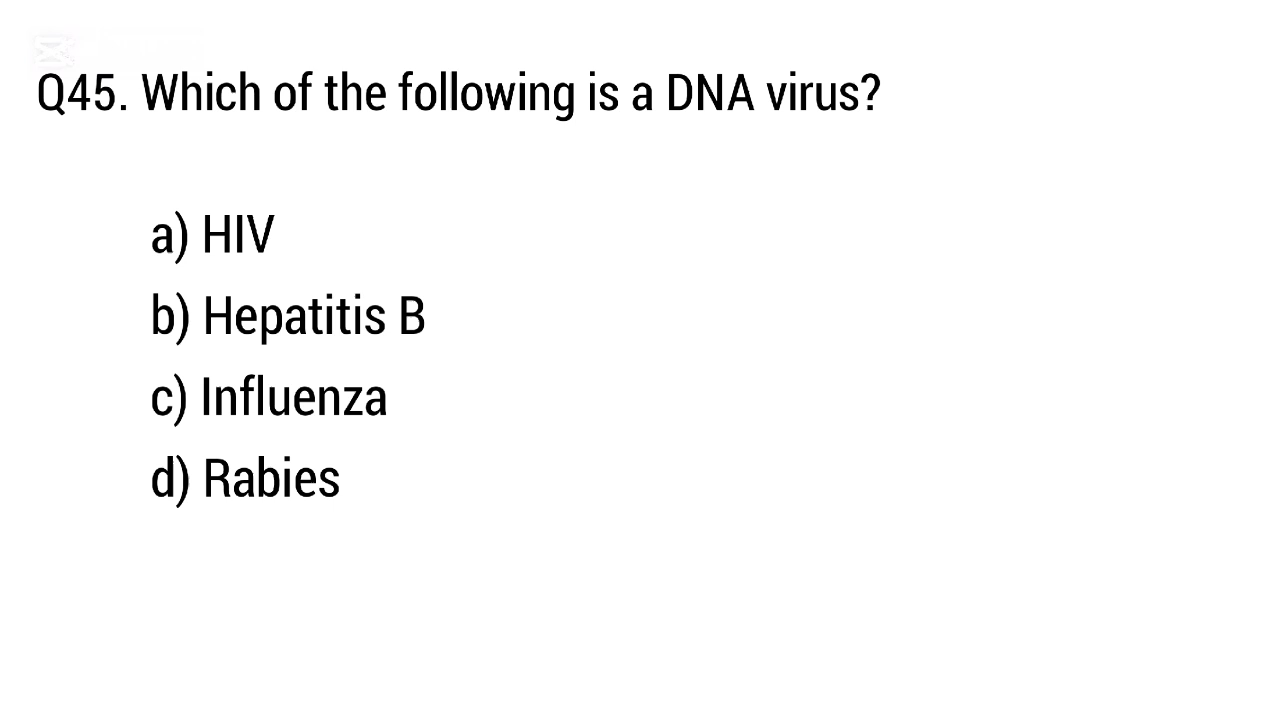 Q45. Which of the following is a DNA virus?
a) HIV
b) Hepatitis B
c) Influenza
d) Rabies